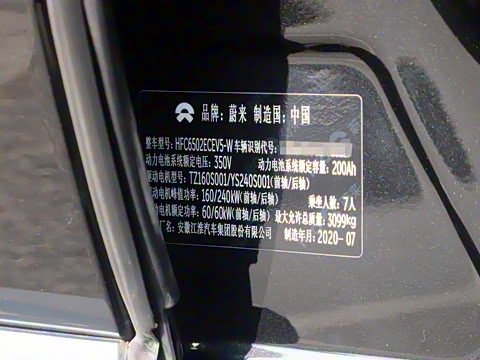 品牌：蔚来 制造国：中国
整车型号：HFC6502ECEV5-W 车辆识别代号：
动力电池系统额定电压：350V 动力电池系统额定容量：200Ah
驱动电机型号：TZ160S001/YS240S001(前轴/后轴)
驱动电机峰值功率：160/240kW(前轴/后轴) 乘坐人数：7人
电机额定功率：60/60kW(前轴/后轴) 最大允许总质量：3099kg
厂名：安徽江淮汽车集团股份有限公司 制造年月：2020-07